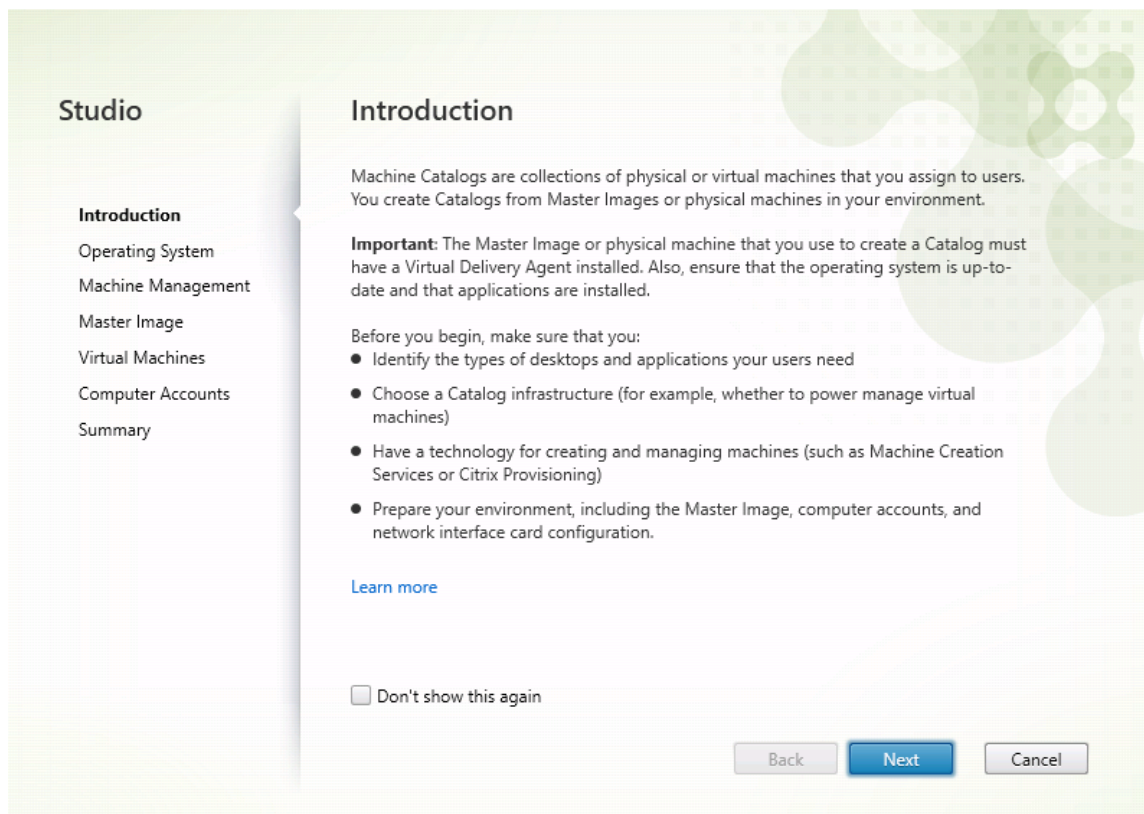 Studio
Introduction
Operating System
Machine Management
Master Image
Virtual Machines
Computer Accounts
Summary
Introduction
Machine Catalogs are collections of physical or virtual machines that you assign to users.
You create Catalogs from Master Images or physical machines in your environment.
Important: The Master Image or physical machine that you use to create a Catalog must
have a Virtual Delivery Agent installed. Also, ensure that the operating system is up-to-
date and that applications are installed.
Before you begin, make sure that you:
● Identify the types of desktops and applications your users need
● Choose a Catalog infrastructure (for example, whether to power manage virtual
machines)
● Have a technology for creating and managing machines (such as Machine Creation
Services or Citrix Provisioning)
● Prepare your environment, including the Master Image, computer accounts, and
network interface card configuration.
Learn more
Don't show this again
Back
Next
Cancel